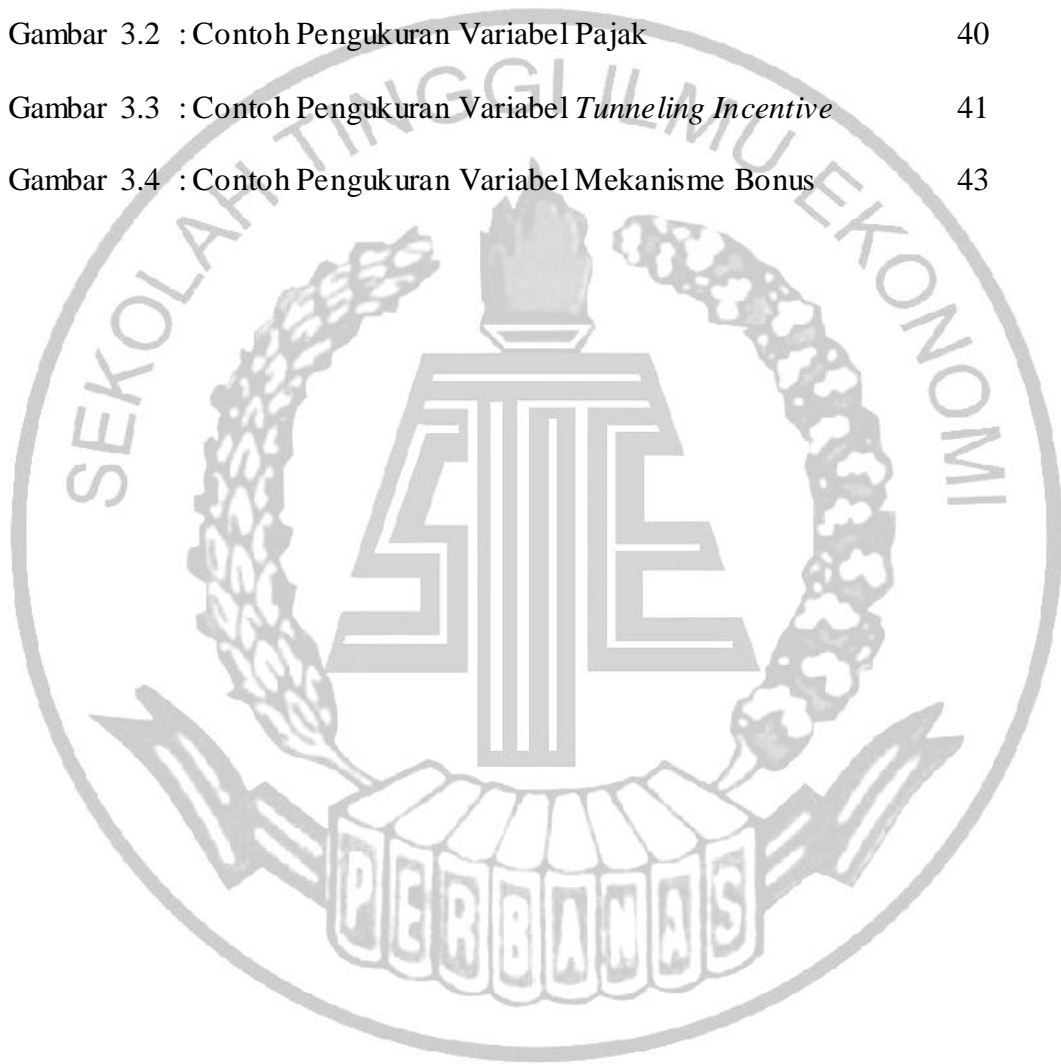 Gambar 3.2 : Contoh Pengukuran Variabel Pajak 40
Gambar 3.3 : Contoh Pengukuran Variabel Tunneling Incentive 41
Gambar 3.4 : Contoh Pengukuran Variabel Mekanisme Bonus 43
SEKOLAH TINGGI ILMU EKONOMI
STIE
PERBANAS